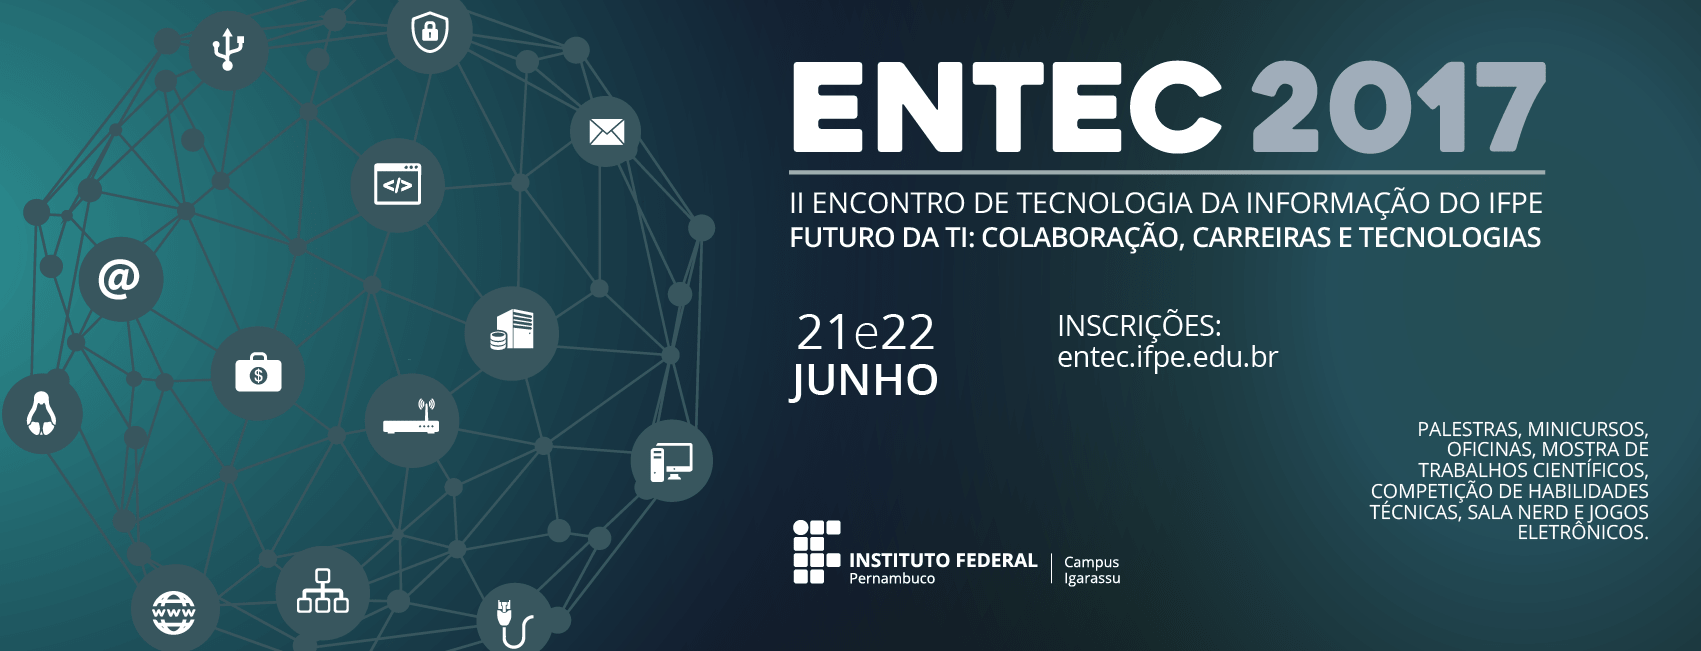 ENTEC 2017
II ENCONTRO DE TECNOLOGIA DA INFORMAÇÃO DO IFPE
FUTURO DA TI: COLABORAÇÃO, CARREIRAS E TECNOLOGIAS
21e22
JUNHO
INSCRIÇÕES:
entec.ifpe.edu.br
PALESTRAS, MINICURSOS,
OFICINAS, MOSTRA DE
TRABALHOS CIENTÍFICOS,
COMPETIÇÃO DE HABILIDADES
TÉCNICAS, SALA NERD E JOGOS
ELETRÔNICOS.
INSTITUTO FEDERAL
Pernambuco
Campus
Igarassu
</>
@
$
www